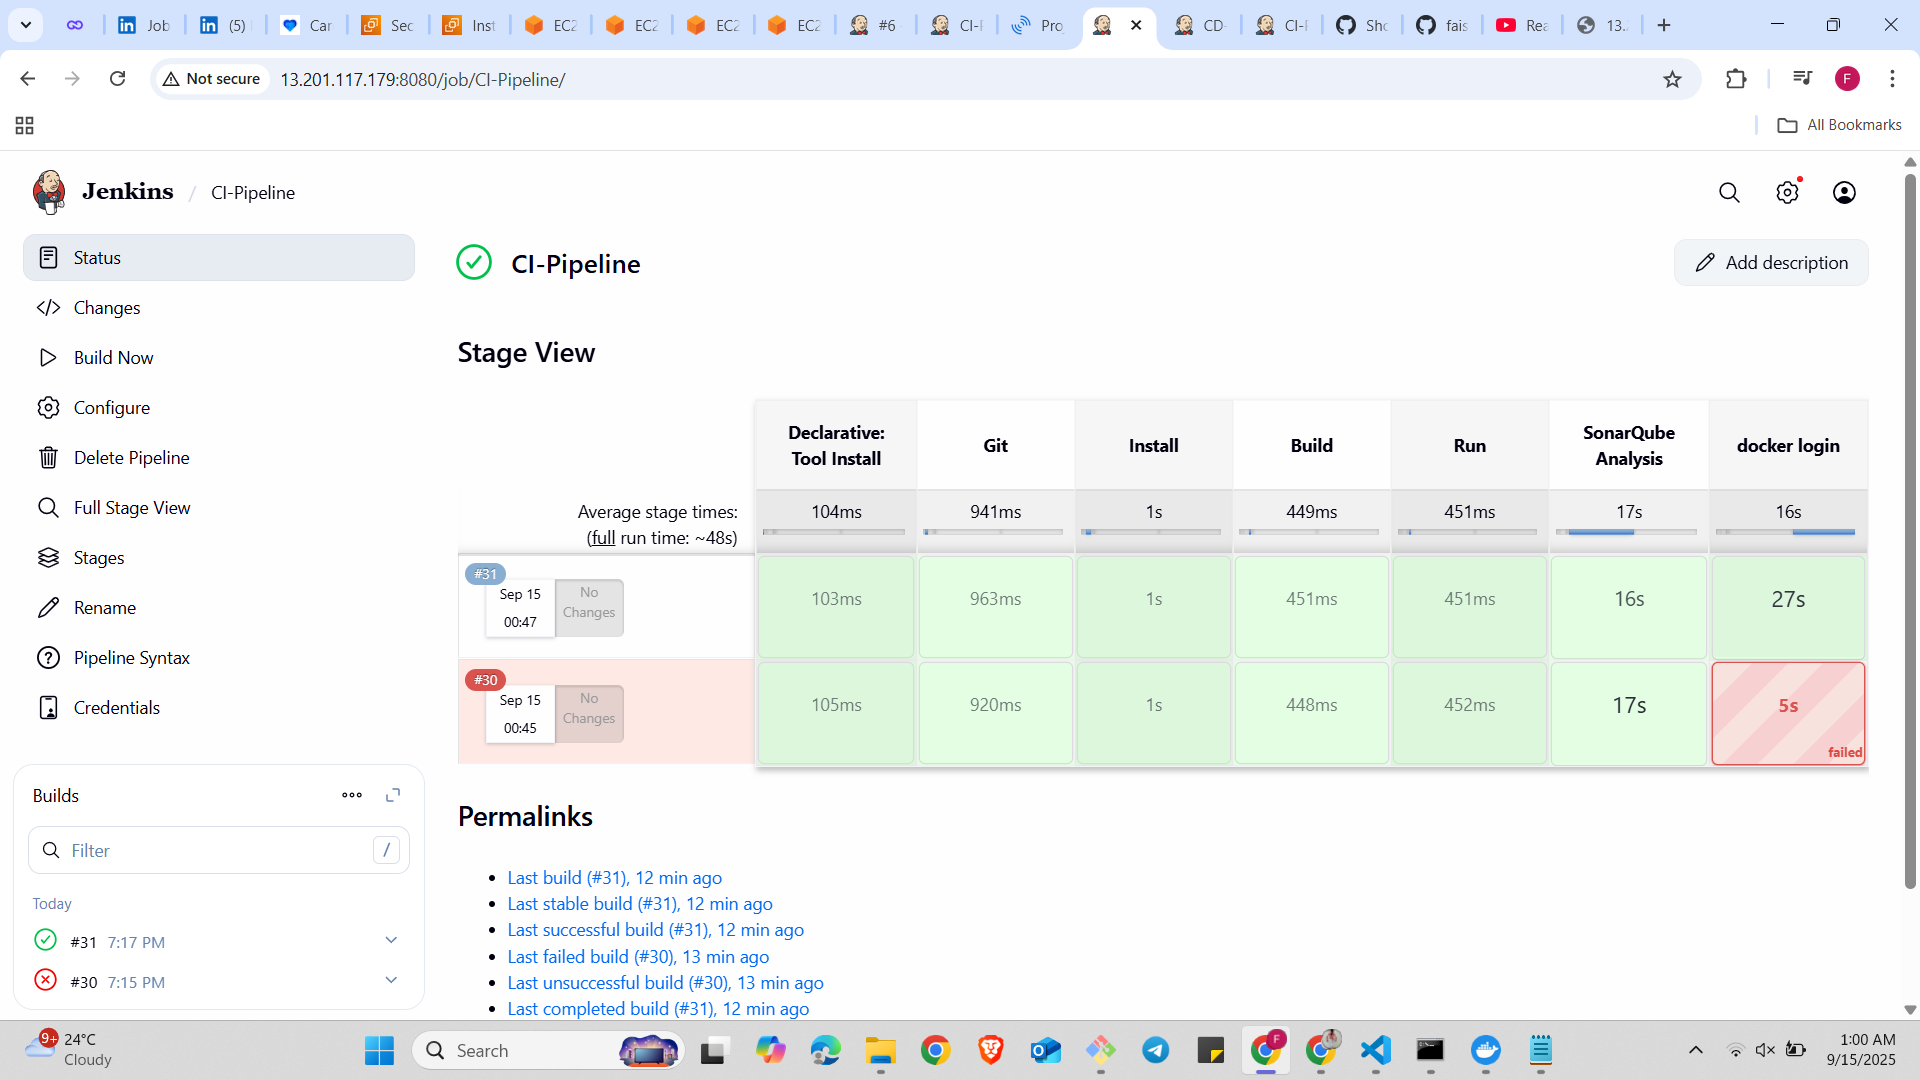 Job
(5)
Car
Sec
Inst
EC2
EC2
EC2
EC2
#6
CI-P
Pro
CD-
CI-P
Sho
fais
Rea
13.
Not secure
13.201.117.179:8080/job/CI-Pipeline/
F
All Bookmarks
Jenkins / CI-Pipeline
Status
Changes
Build Now
Configure
Delete Pipeline
Full Stage View
Stages
Rename
Pipeline Syntax
Credentials
Builds
Filter
/
Today
#31 7:17 PM
#30 7:15 PM
CI-Pipeline
Add description
Stage View
Declarative:
Tool Install
Git
Install
Build
Run
SonarQube
Analysis
docker login
Average stage times:
(full run time: ~48s)
104ms
941ms
1s
449ms
451ms
17s
16s
#31
Sep 15
00:47
No
Changes
103ms
963ms
1s
451ms
451ms
16s
27s
#30
Sep 15
00:45
No
Changes
105ms
920ms
1s
448ms
452ms
17s
5s
failed
Permalinks
Last build (#31), 12 min ago
Last stable build (#31), 12 min ago
Last successful build (#31), 12 min ago
Last failed build (#30), 13 min ago
Last unsuccessful build (#30), 13 min ago
Last completed build (#31), 12 min ago
9+
24°C
Cloudy
Search
F
1:00 AM
9/15/2025